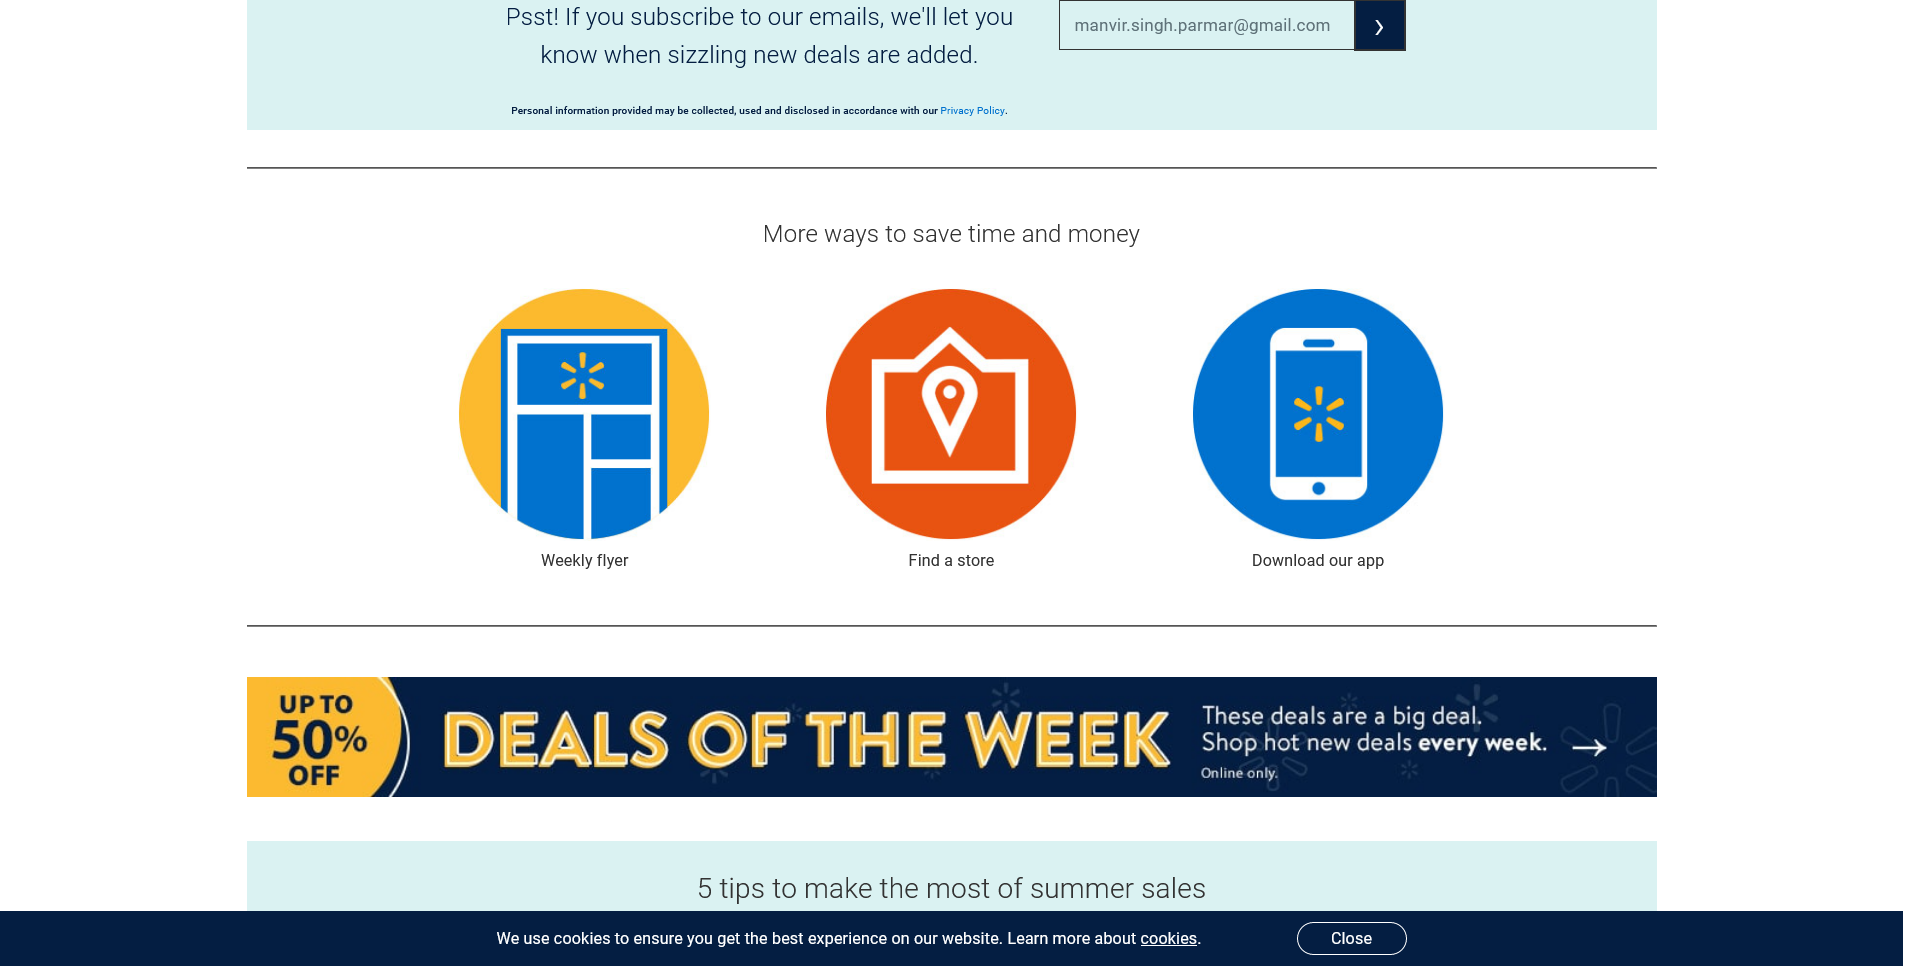 Psst! If you subscribe to our emails, we'll let you
know when sizzling new deals are added.
manvir.singh.parmar@gmail.com
Personal information provided may be collected, used and disclosed in accordance with our Privacy Policy.
More ways to save time and money
Weekly flyer
Find a store
Download our app
UP TO
50%
OFF
DEALS OF THE WEEK
These deals are a big deal.
Shop hot new deals every week.
Online only.
5 tips to make the most of summer sales
We use cookies to ensure you get the best experience on our website. Learn more about cookies.
Close